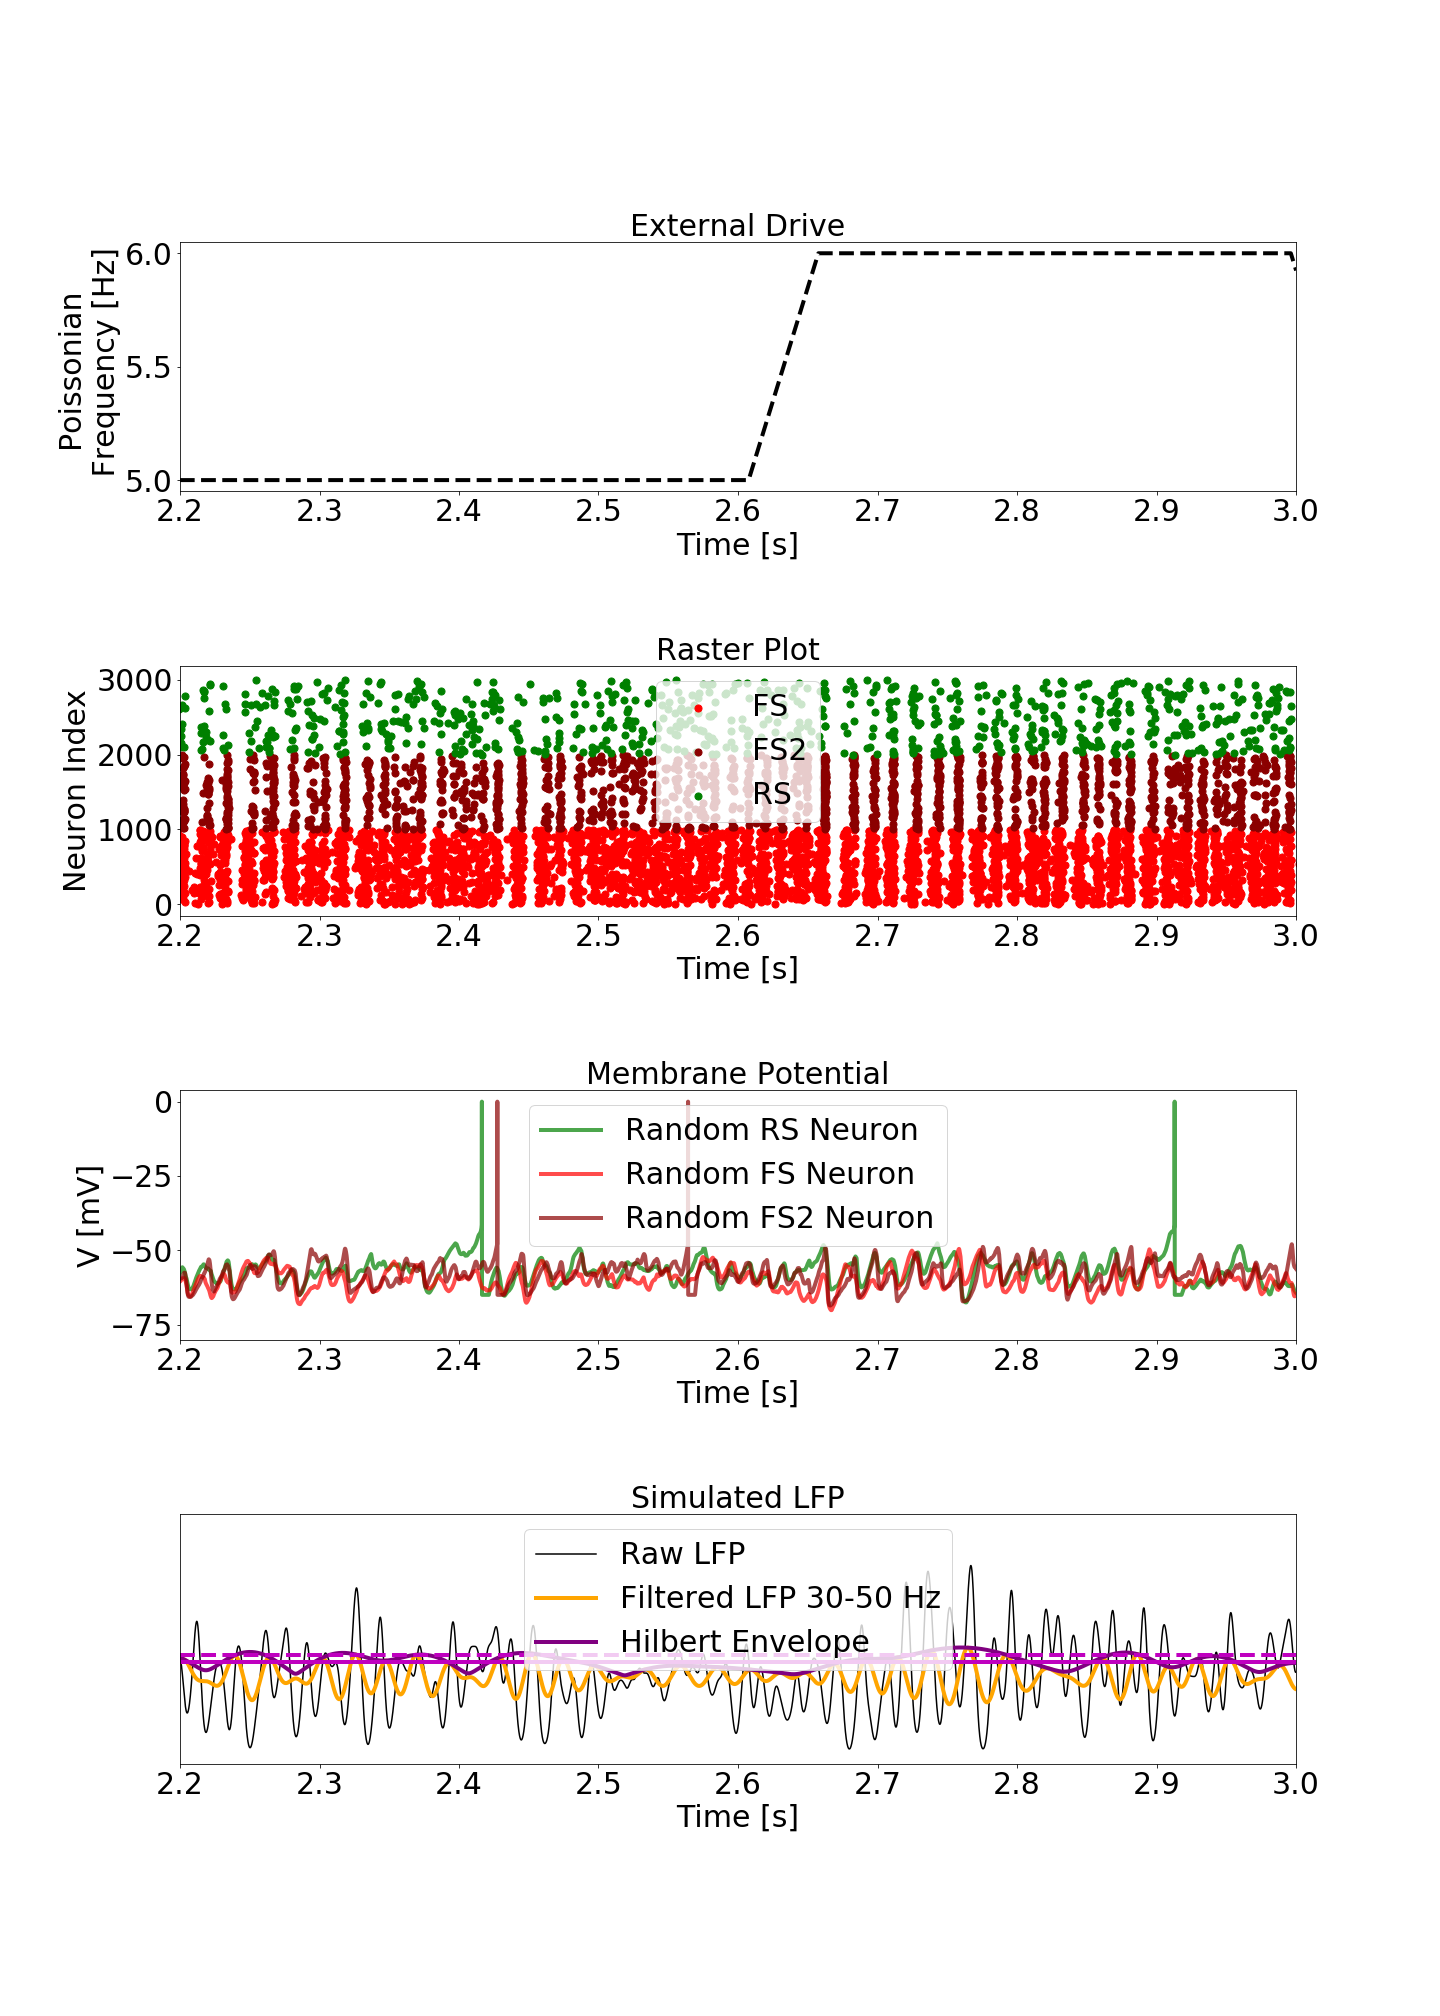 External Drive
Poissonian
Frequency [Hz]
6.0
5.5
5.0
2.2 2.3 2.4 2.5 2.6 2.7 2.8 2.9 3.0
Time [s]
Raster Plot
Neuron Index
3000
2000
1000
0
FS
FS2
RS
2.2 2.3 2.4 2.5 2.6 2.7 2.8 2.9 3.0
Time [s]
Membrane Potential
V [mV]
0
−25
−50
−75
Random RS Neuron
Random FS Neuron
Random FS2 Neuron
2.2 2.3 2.4 2.5 2.6 2.7 2.8 2.9 3.0
Time [s]
Simulated LFP
Raw LFP
Filtered LFP 30-50 Hz
Hilbert Envelope
2.2 2.3 2.4 2.5 2.6 2.7 2.8 2.9 3.0
Time [s]